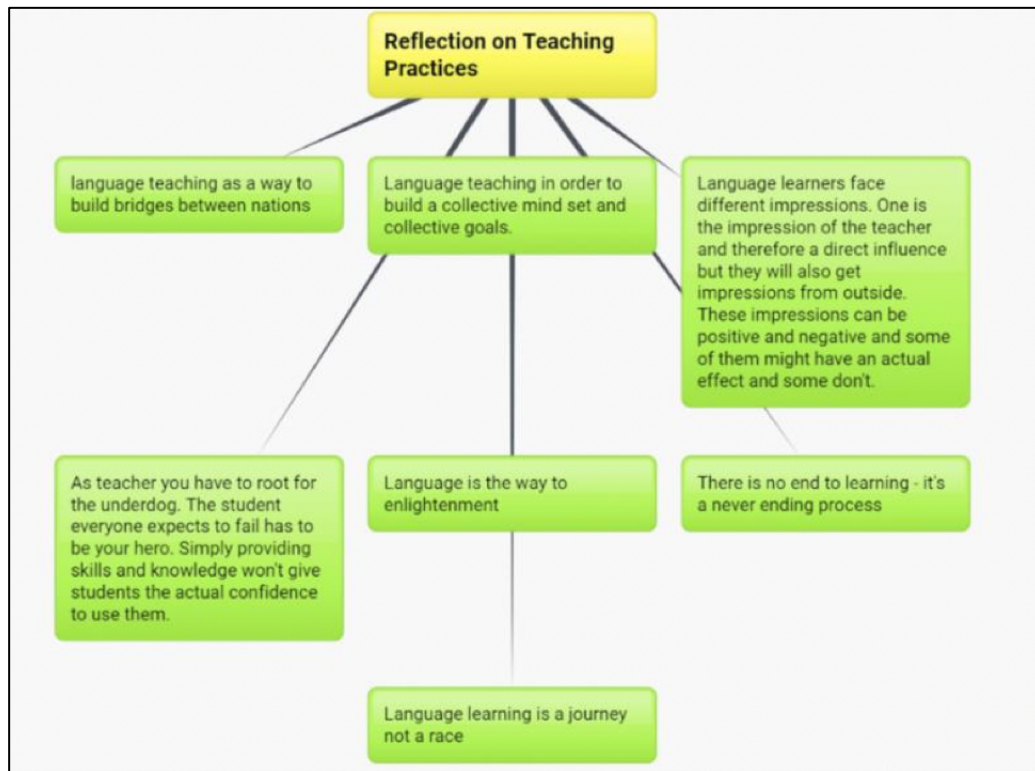 Reflection on Teaching
Practices
language teaching as a way to
build bridges between nations
Language teaching in order to
build a collective mind set and
collective goals.
Language learners face
different impressions. One is
the impression of the teacher
and therefore a direct influence
but they will also get
impressions from outside.
These impressions can be
positive and negative and some
of them might have an actual
effect and some don't.
As teacher you have to root for
the underdog. The student
everyone expects to fail has to
be your hero. Simply providing
skills and knowledge won't give
students the actual confidence
to use them.
Language is the way to
enlightenment
There is no end to learning - it's
a never ending process
Language learning is a journey
not a race